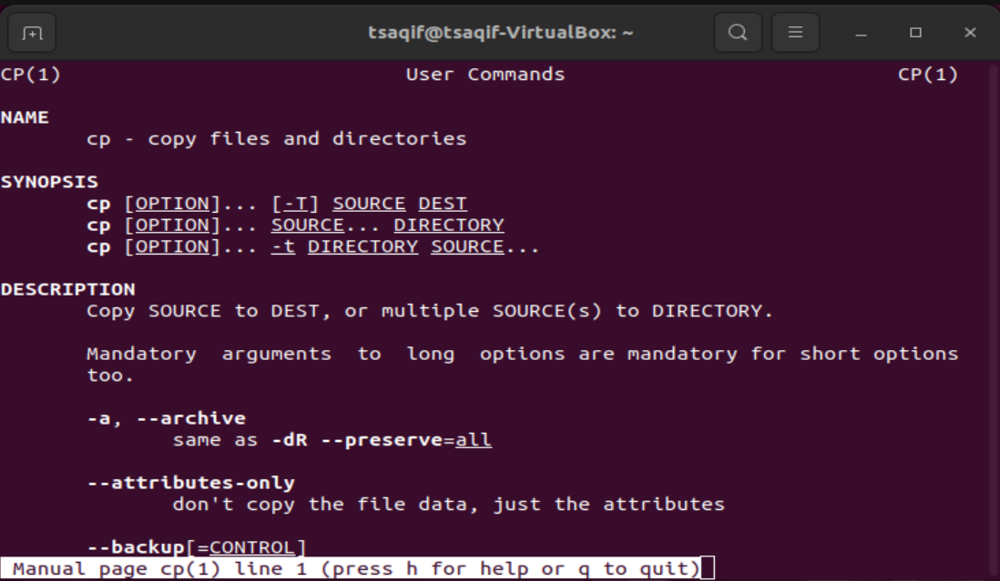 tsaqif@tsaqif-VirtualBox: ~
CP(1) User Commands CP(1)
NAME
cp - copy files and directories
SYNOPSIS
cp [OPTION]... [-T] SOURCE DEST
cp [OPTION]... SOURCE... DIRECTORY
cp [OPTION]... -t DIRECTORY SOURCE...
DESCRIPTION
Copy SOURCE to DEST, or multiple SOURCE(s) to DIRECTORY.
Mandatory arguments to long options are mandatory for short options
too.
-a, --archive
same as -dR --preserve=all
--attributes-only
don't copy the file data, just the attributes
--backup[=CONTROL]
Manual page cp(1) line 1 (press h for help or q to quit)